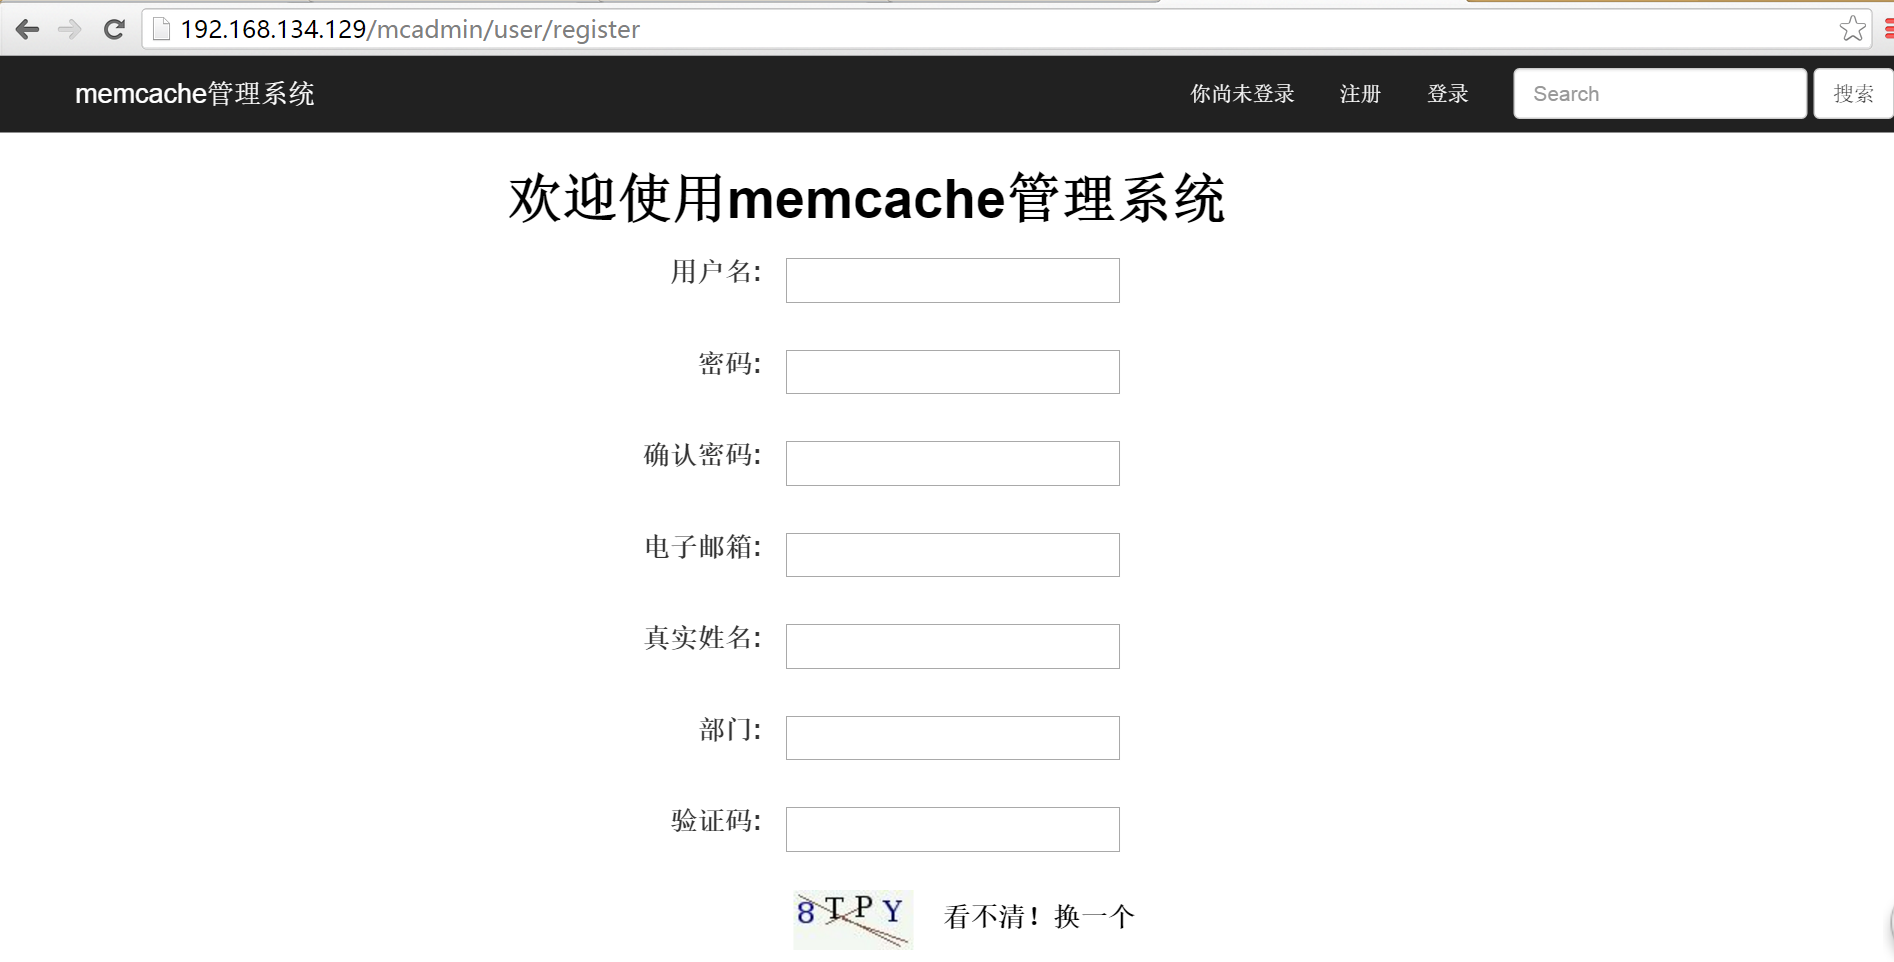 192.168.134.129/mcadmin/user/register
memcache管理系统 你尚未登录 注册 登录 Search 搜索
欢迎使用memcache管理系统
用户名:
密码:
确认密码:
电子邮箱:
真实姓名:
部门:
验证码:
8TPY 看不清！换一个